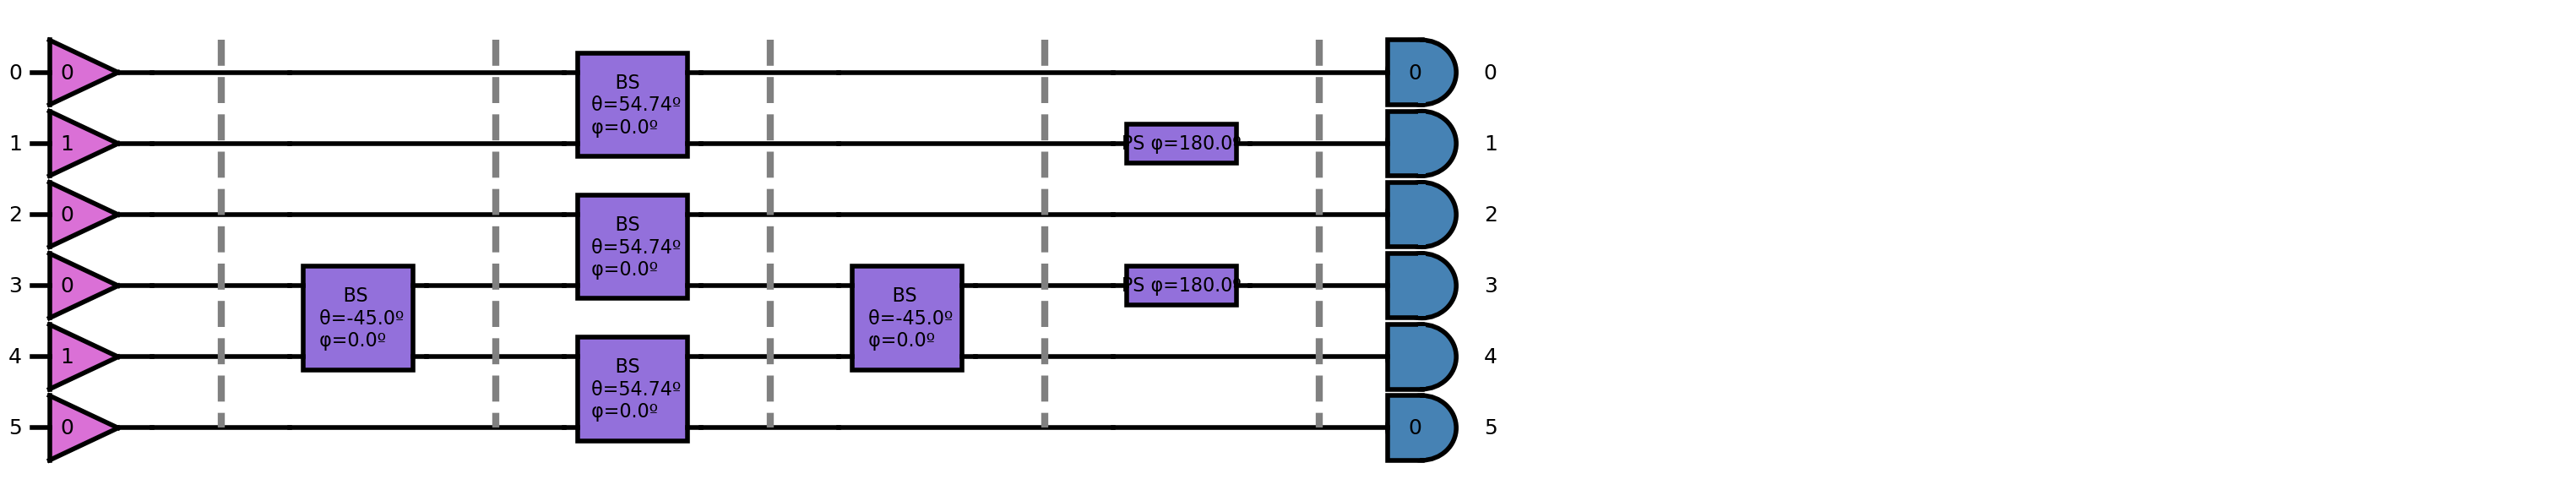 0 0 0 0
1 1 1
2 0 2
3 0 3
4 1 4
5 0 0 5
BS
θ=-45.0º
φ=0.0º
BS
θ=54.74º
φ=0.0º
BS
θ=54.74º
φ=0.0º
BS
θ=54.74º
φ=0.0º
BS
θ=-45.0º
φ=0.0º
PS φ=180.0º
PS φ=180.0º